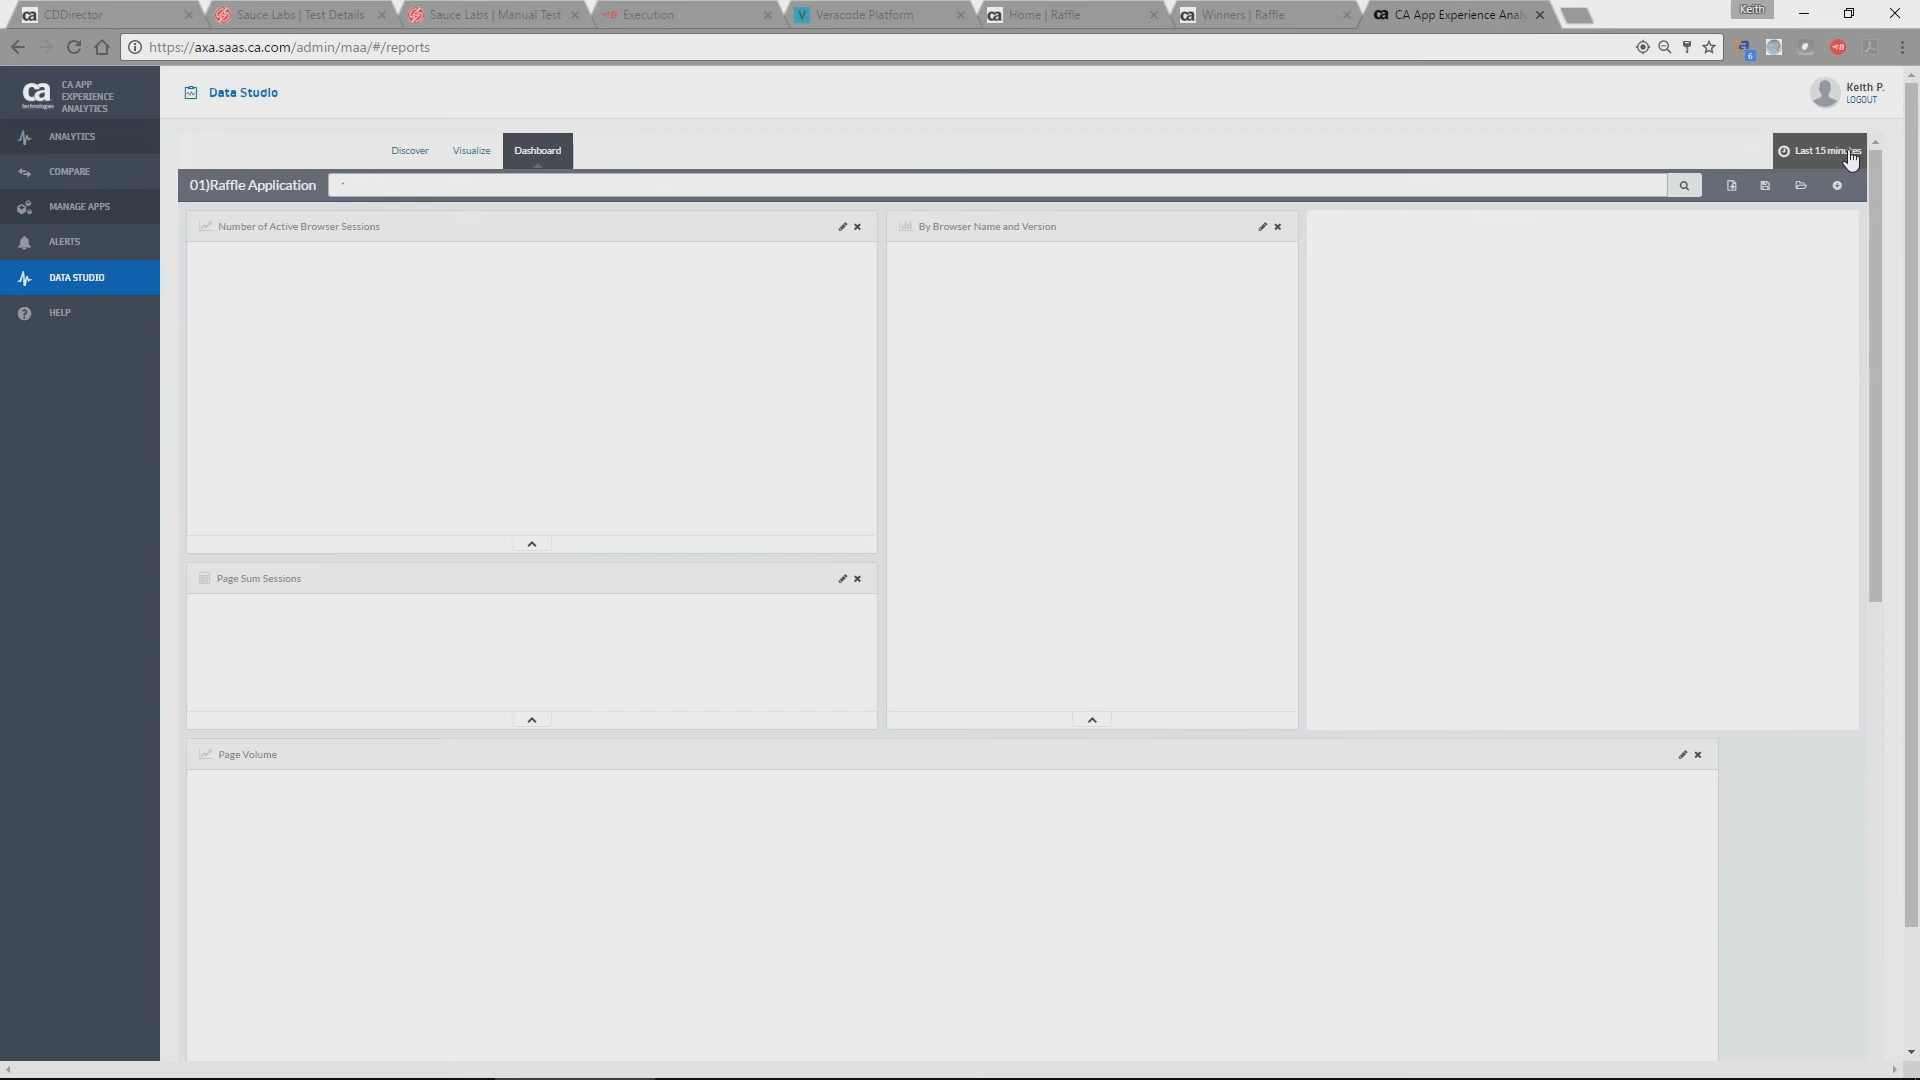 CDDirector
Sauce Labs | Test Details
Sauce Labs | Manual Test
Execution
Veracode Platform
Home | Raffle
Winners | Raffle
CA App Experience Anal
Keith
https://axa.saas.ca.com/admin/maa/#/reports
6
ca
technologies
CA APP
EXPERIENCE
ANALYTICS
Data Studio
Keith P.
LOGOUT
ANALYTICS
COMPARE
MANAGE APPS
ALERTS
DATA STUDIO
HELP
Discover
Visualize
Dashboard
Last 15 minutes
01)Raffle Application
*
Number of Active Browser Sessions
By Browser Name and Version
Page Sum Sessions
Page Volume